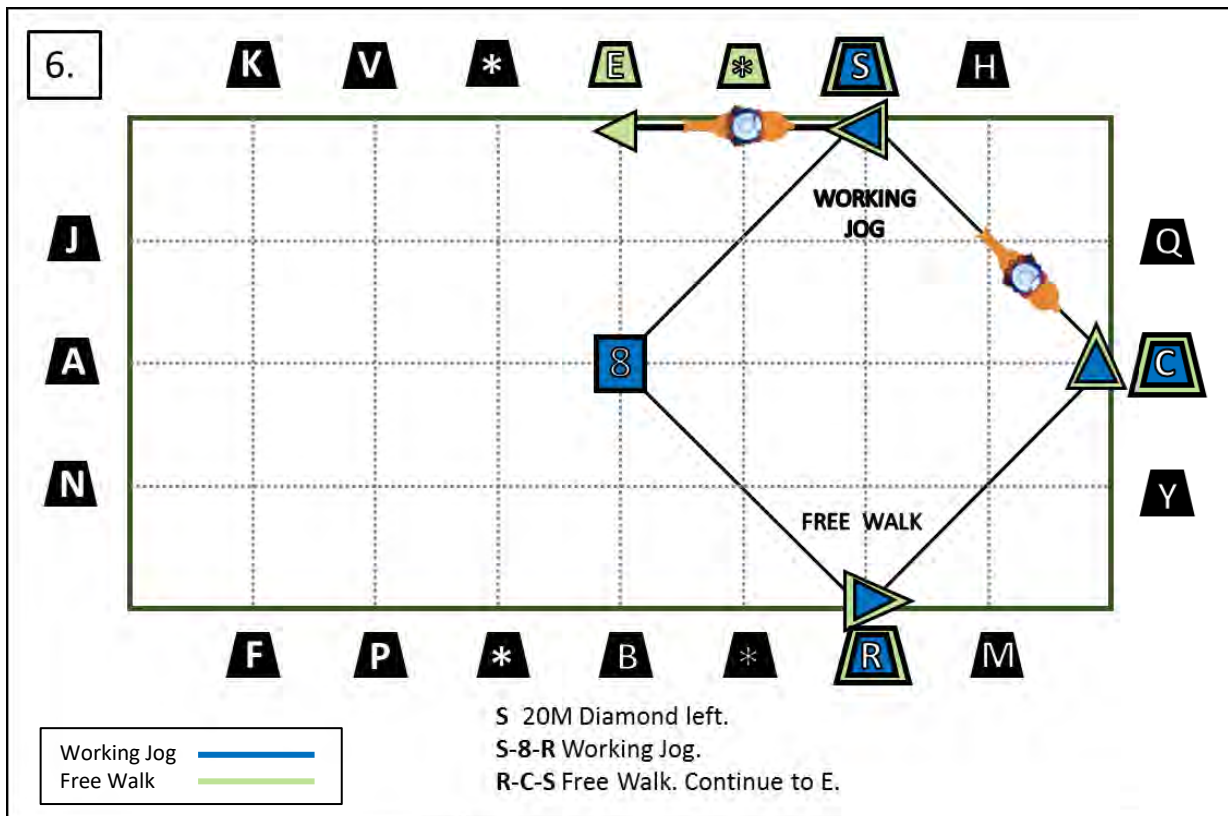 6.
K V * E * S H
WORKING
JOG
J Q
8
A C
N Y
FREE WALK
F P * B * R M
S 20M Diamond left.
S-8-R Working Jog.
R-C-S Free Walk. Continue to E.
Working Jog
Free Walk